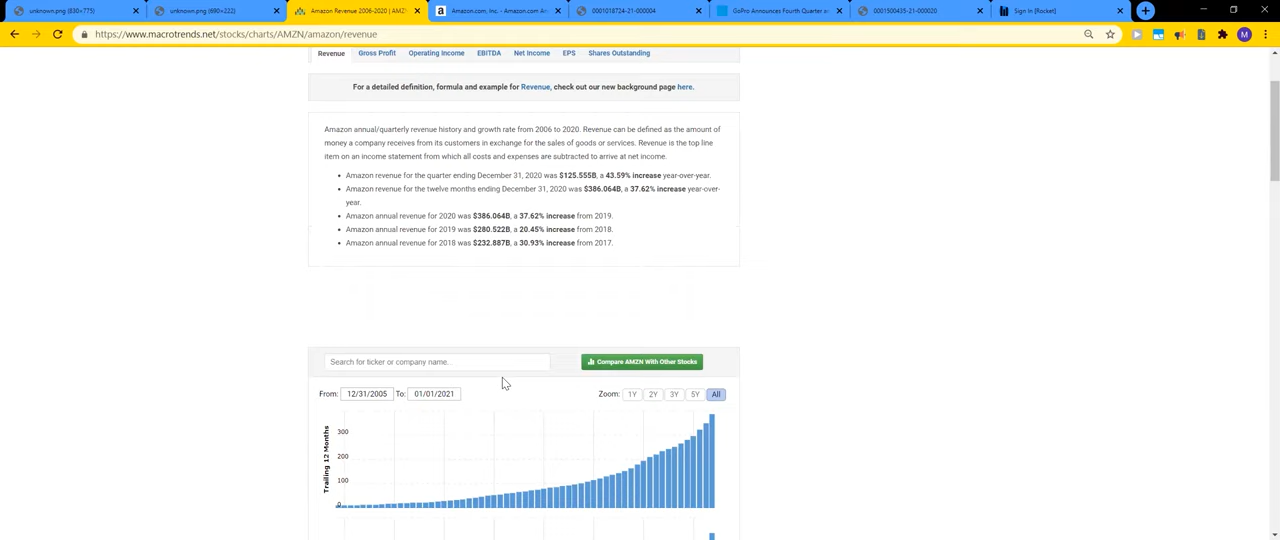 unknown.png (830×775)
unknown.png (690×222)
Amazon Revenue 2006-2020 | AMZ
Amazon.com, Inc. - Amazon.com An
0001018724-21-000004
GoPro Announces Fourth Quarter a
0001500435-21-000020
Sign In [Rocket]
https://www.macrotrends.net/stocks/charts/AMZN/amazon/revenue
M
Revenue Gross Profit Operating Income EBITDA Net Income EPS Shares Outstanding
For a detailed definition, formula and example for Revenue, check out our new background page here.
Amazon annual/quarterly revenue history and growth rate from 2006 to 2020. Revenue can be defined as the amount of
money a company receives from its customers in exchange for the sales of goods or services. Revenue is the top line
item on an income statement from which all costs and expenses are subtracted to arrive at net income.
• Amazon revenue for the quarter ending December 31, 2020 was $125.555B, a 43.59% increase year-over-year.
• Amazon revenue for the twelve months ending December 31, 2020 was $386.064B, a 37.62% increase year-over-
year.
• Amazon annual revenue for 2020 was $386.064B, a 37.62% increase from 2019.
• Amazon annual revenue for 2019 was $280.522B, a 20.45% increase from 2018.
• Amazon annual revenue for 2018 was $232.887B, a 30.93% increase from 2017.
Search for ticker or company name..
Compare AMZN With Other Stocks
From: 12/31/2005 To: 01/01/2021
Zoom: 1Y 2Y 3Y 5Y All
Trailing 12 Months
300
200
100
0